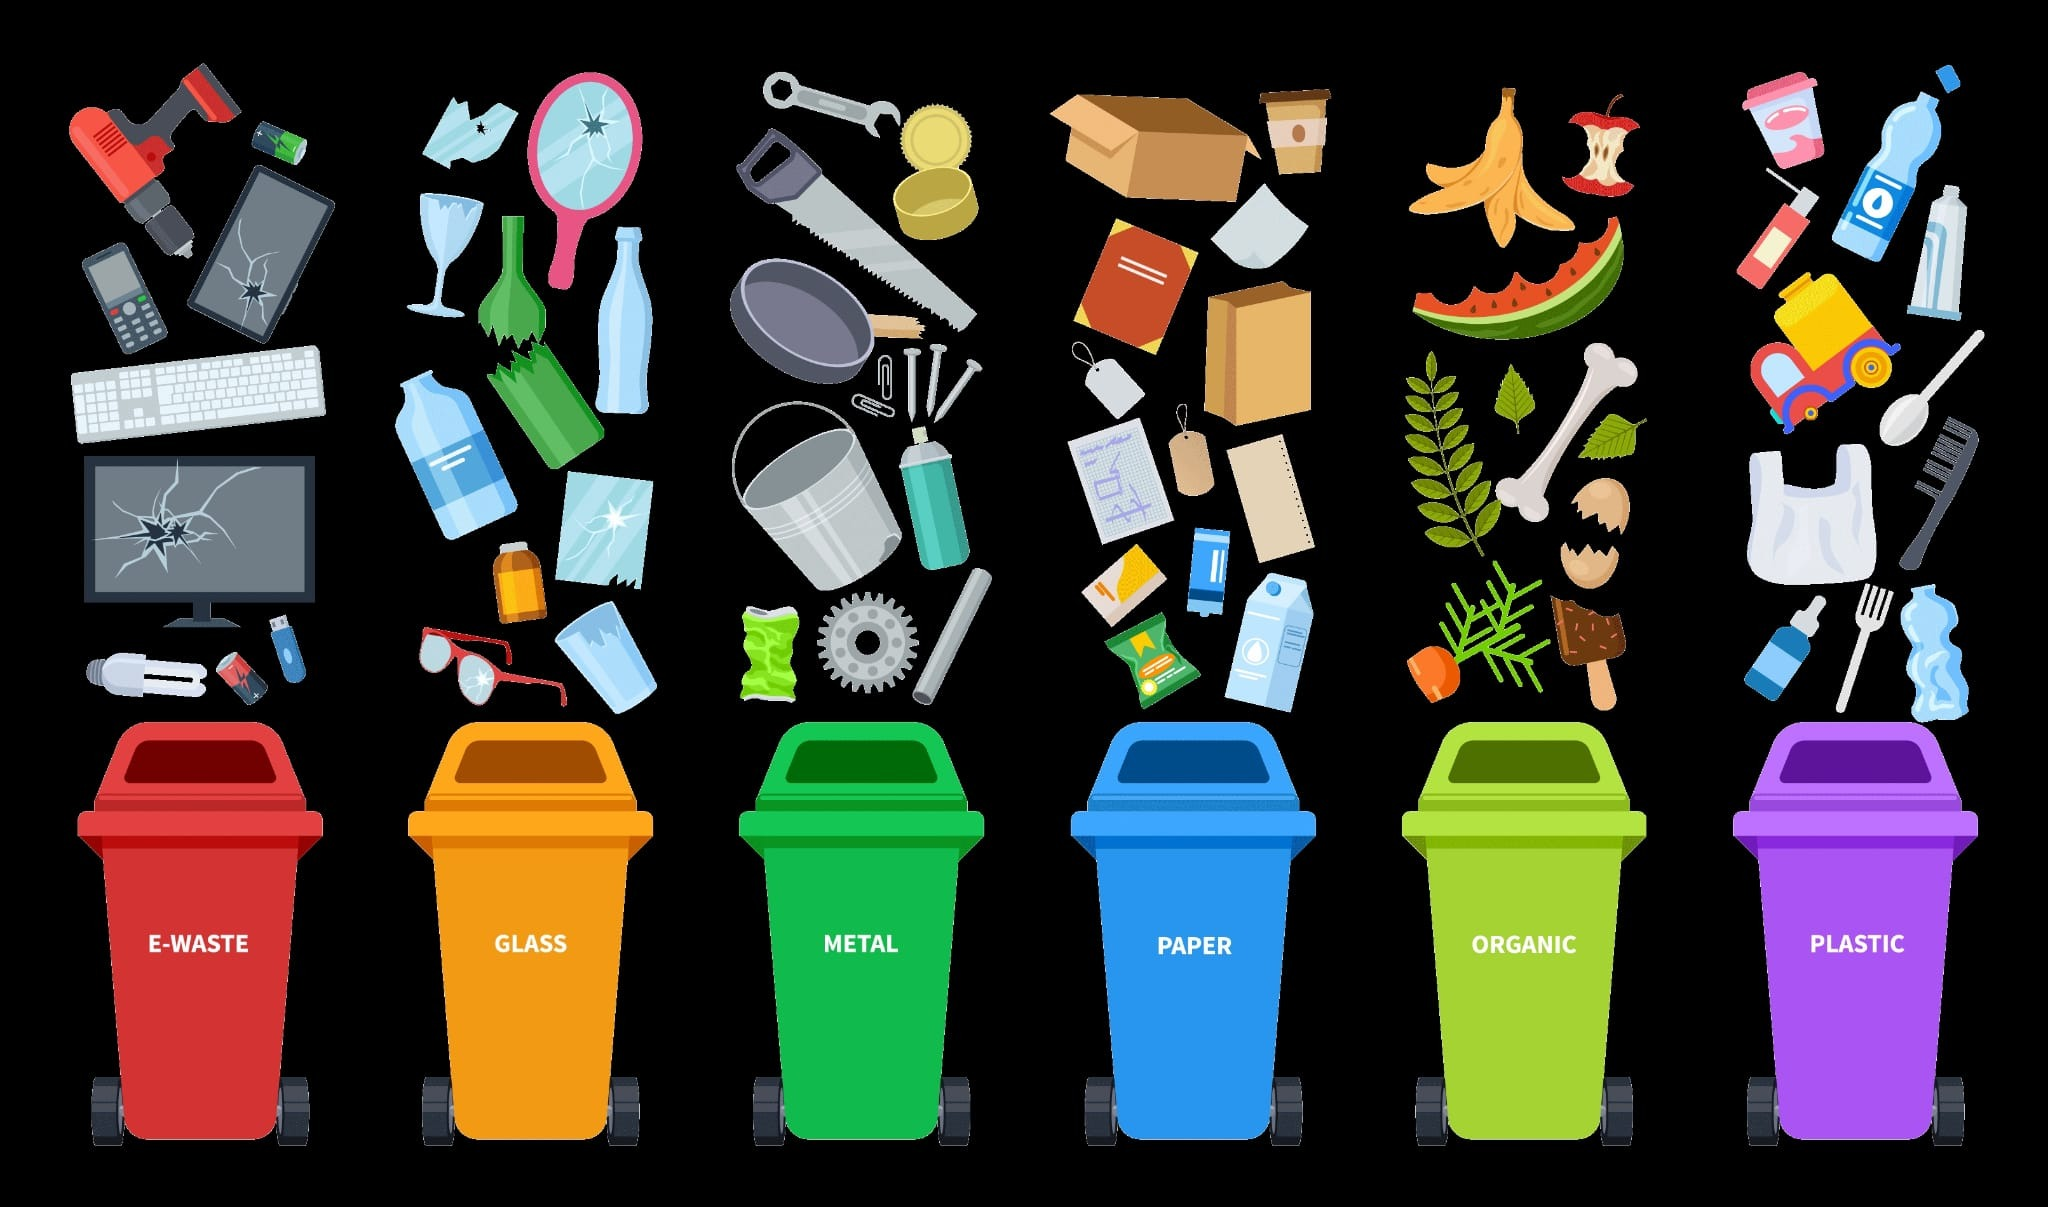 E-WASTE
GLASS
METAL
PAPER
ORGANIC
PLASTIC